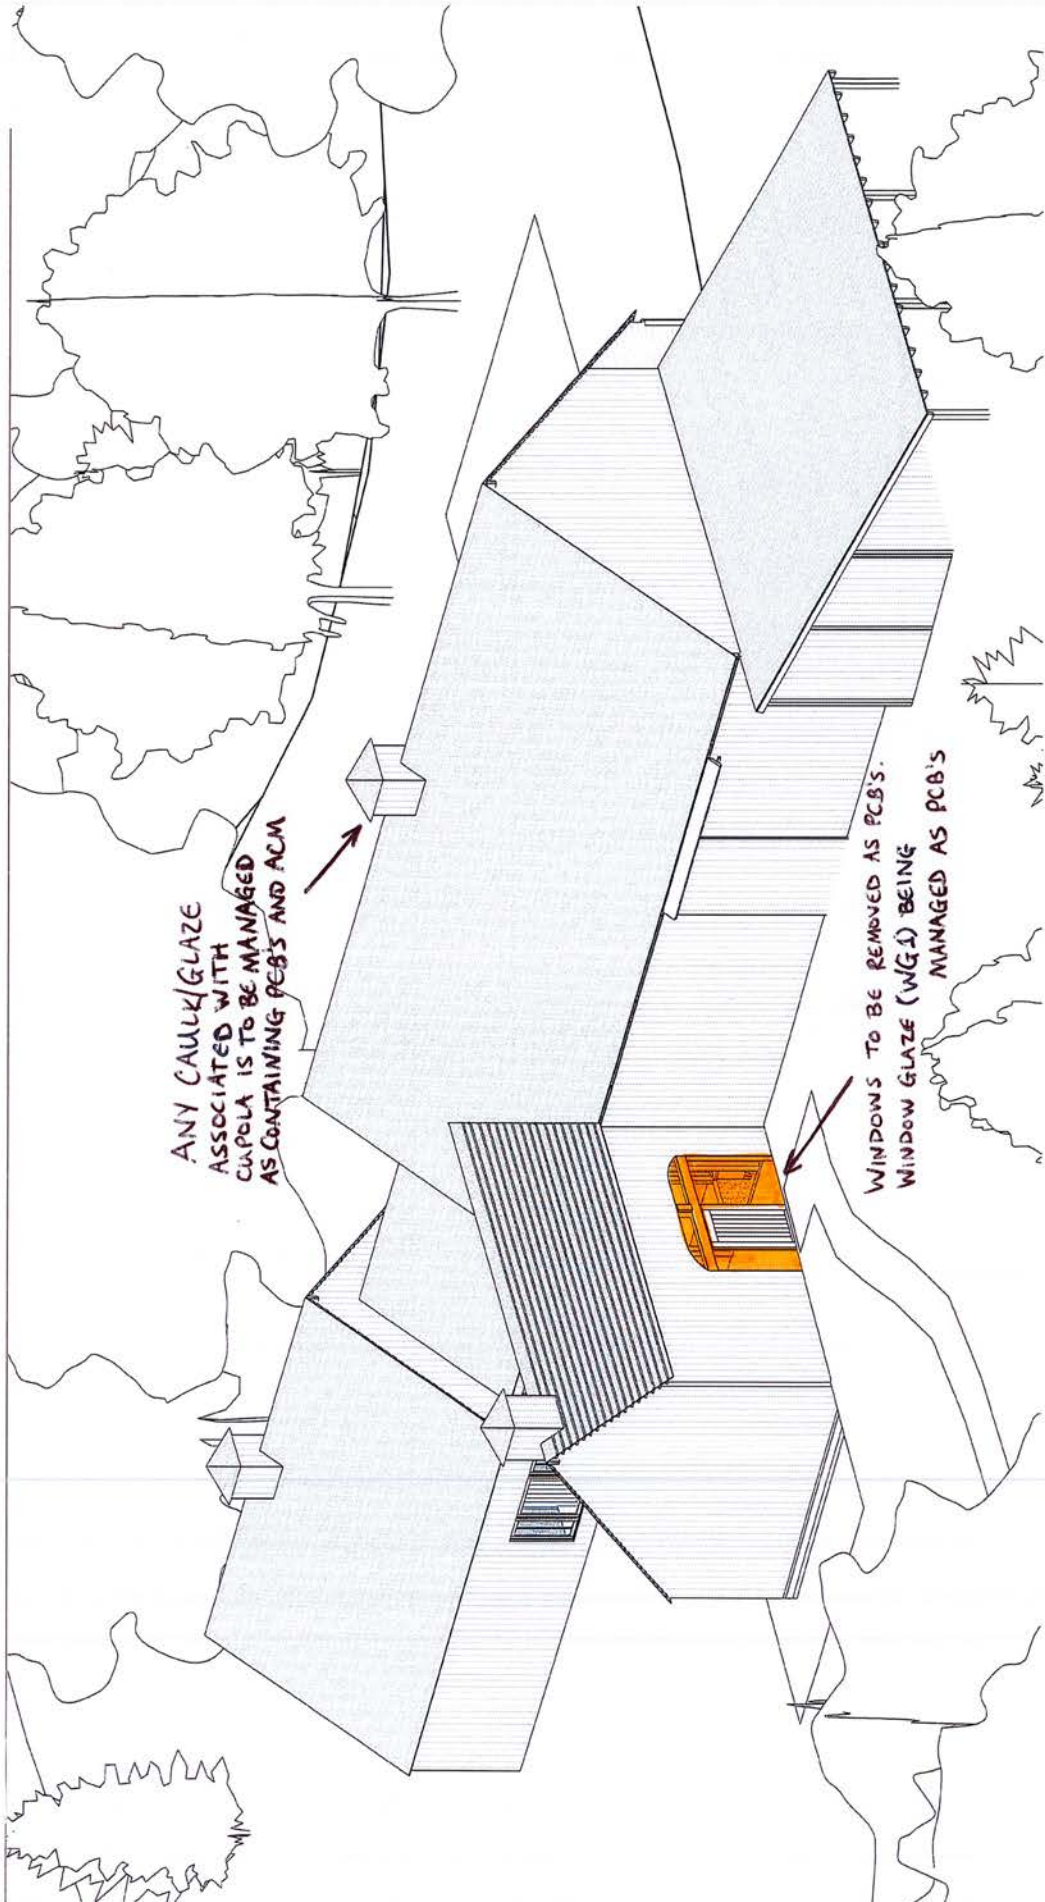 ANY CAULK/GLAZE
ASSOCIATED WITH
CUPOLA IS TO BE MANAGED
AS CONTAINING PCB'S AND ACM
WINDOWS TO BE REMOVED AS PCB'S.
WINDOW GLAZE (WG1) BEING
MANAGED AS PCB'S